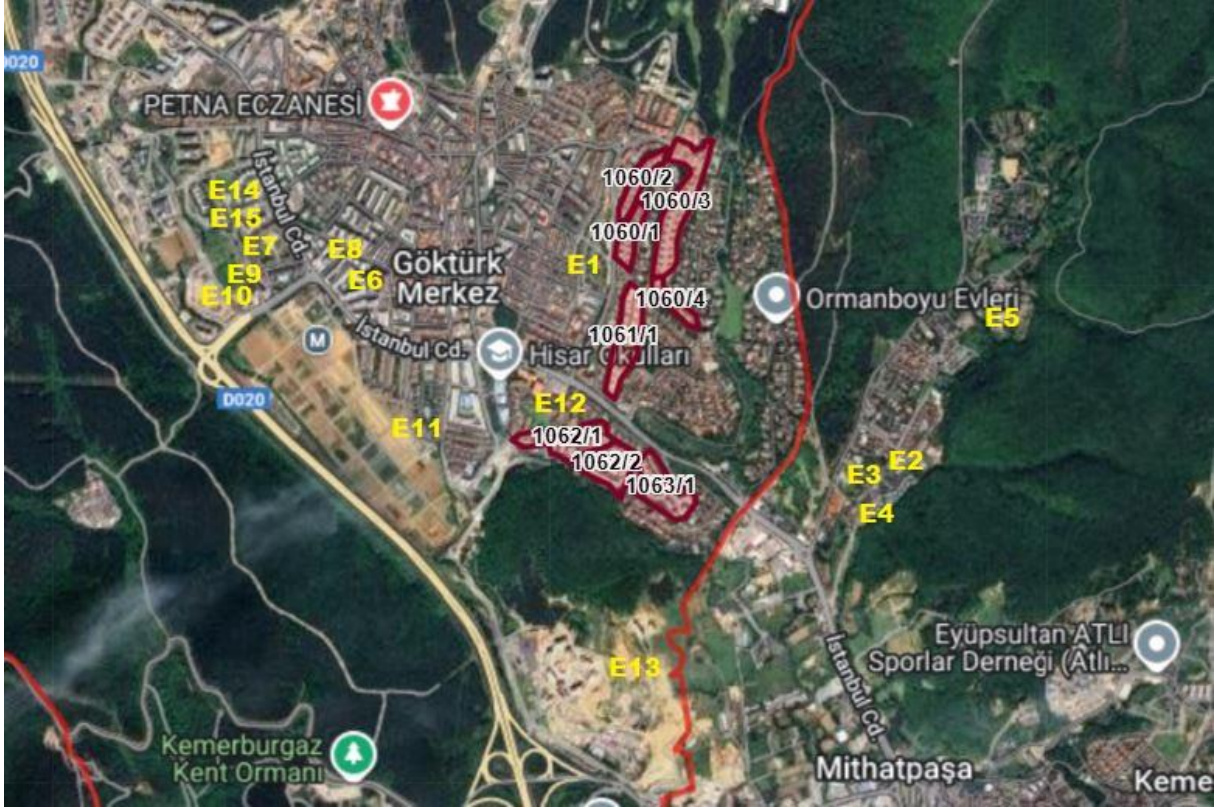 D020
PETNA ECZANESİ
İstanbul Cd.
E14
E15
E7
E9
E10
E8
E6
Göktürk
Merkez
E1
1060/2
1060/3
1060/1
1060/4
1061/1
Ormanboyu Evleri
E5
M
İstanbul Cd.
Hisar Okulları
D020
E11
E12
1062/1
1062/2
1063/1
E3
E2
E4
E13
İstanbul Cd.
Eyüpsultan ATLI
Sporlar Derneği (Atlı...
Kemerburgaz
Kent Ormanı
Mithatpaşa
Keme